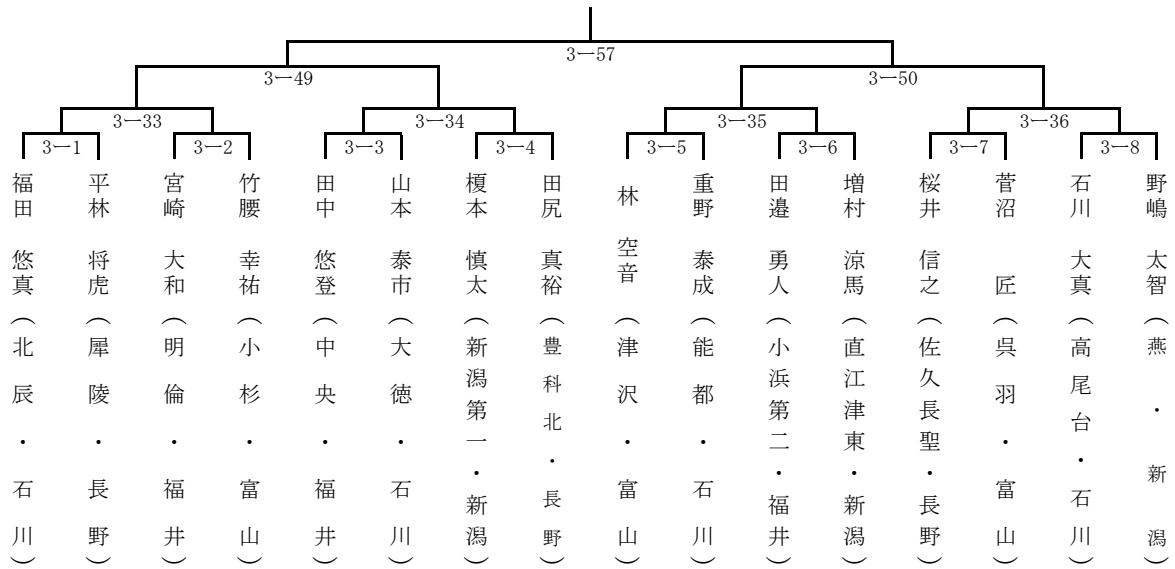 3－57
3－49
3－50
3－33
3－34
3－35
3－36
3－1
3－2
3－3
3－4
3－5
3－6
3－7
3－8
福田 悠真（北辰・石川）
平林 将虎（犀陵・長野）
宮崎 大和（明倫・福井）
竹腰 幸祐（小杉・富山）
田中 悠登（中央・福井）
山本 泰市（大徳・石川）
榎本 慎太（新潟第一・新潟）
田尻 真裕（豊科北・長野）
林 空音（津沢・富山）
重野 泰成（能都・石川）
田邉 勇人（小浜第二・福井）
増村 涼馬（直江津東・新潟）
桜井 信之（佐久長聖・長野）
菅沼 匠（呉羽・富山）
石川 大真（高尾台・石川）
野嶋 太智（燕・新潟）